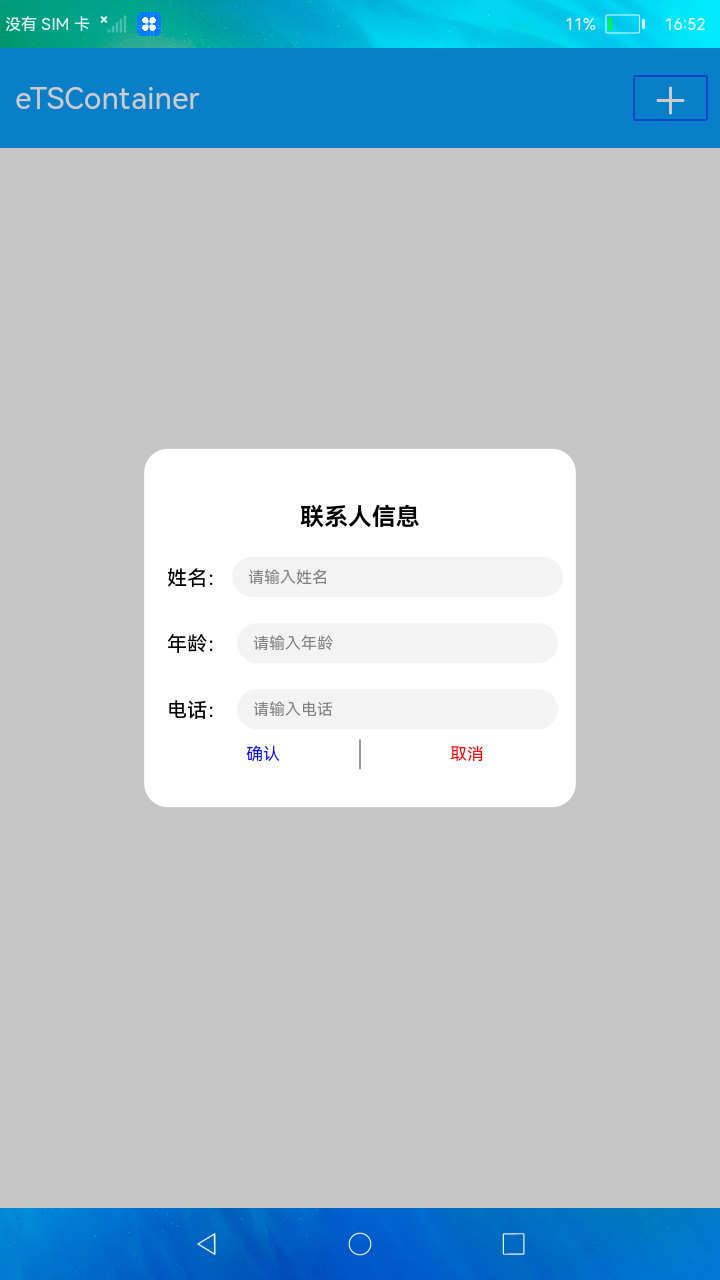 没有 SIM 卡
11%
16:52
eTSContainer
联系人信息
姓名： 请输入姓名
年龄： 请输入年龄
电话： 请输入电话
确认 取消